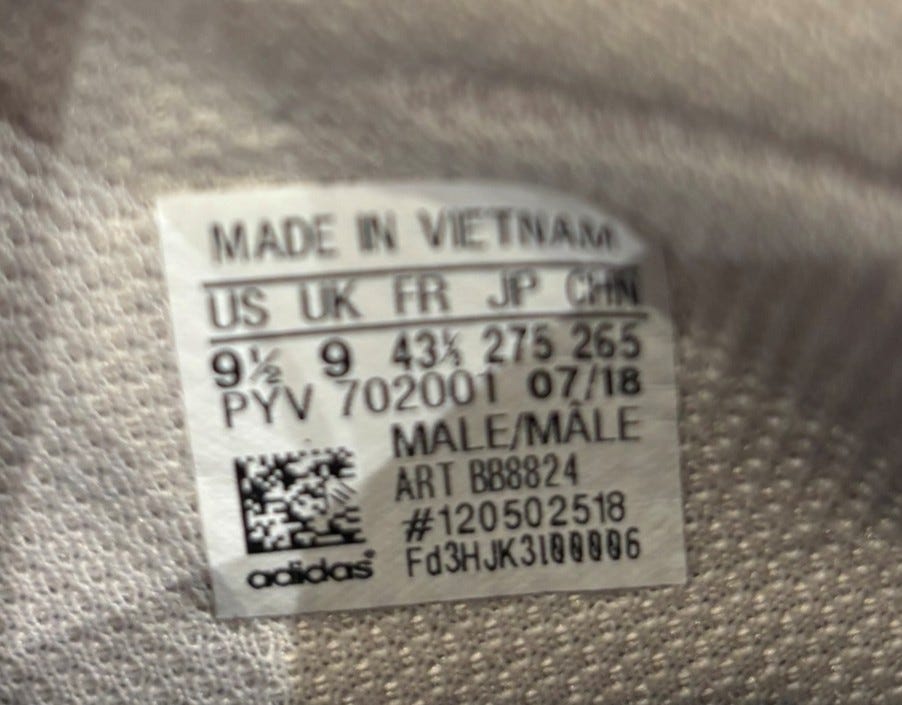 MADE IN VIETNAM
US UK FR JP CHN
9½ 9 43⅓ 275 265
PYV 702001 07/18
MALE/MÂLE
ART BB8824
#120502518
Fd3HJK3100006
adidas®